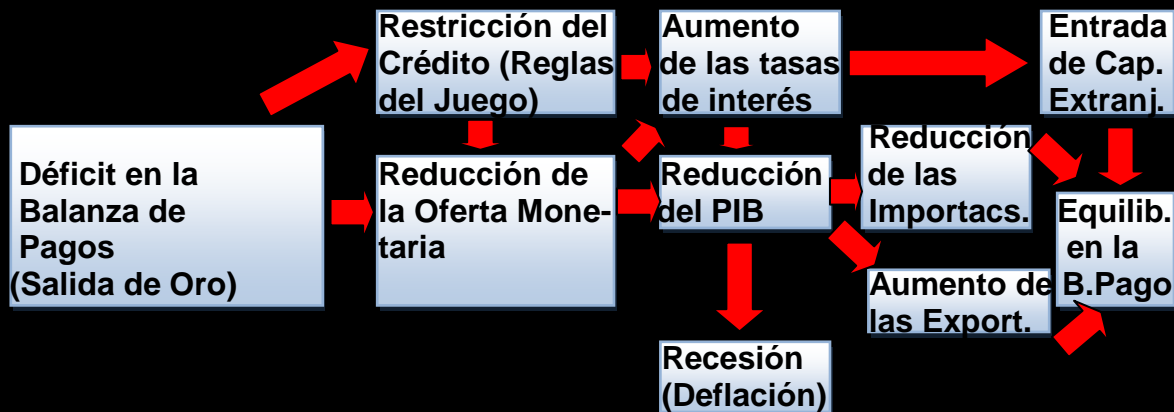 Restricción del
Crédito (Reglas
del Juego)
Aumento
de las tasas
de interés
Entrada
de Cap.
Extranj.
Déficit en la
Balanza de
Pagos
(Salida de Oro)
Reducción de
la Oferta Mone-
taria
Reducción
del PIB
Reducción
de las
Importacs.
Equilib.
en la
B.Pago
Aumento de
las Export.
Recesión
(Deflación)